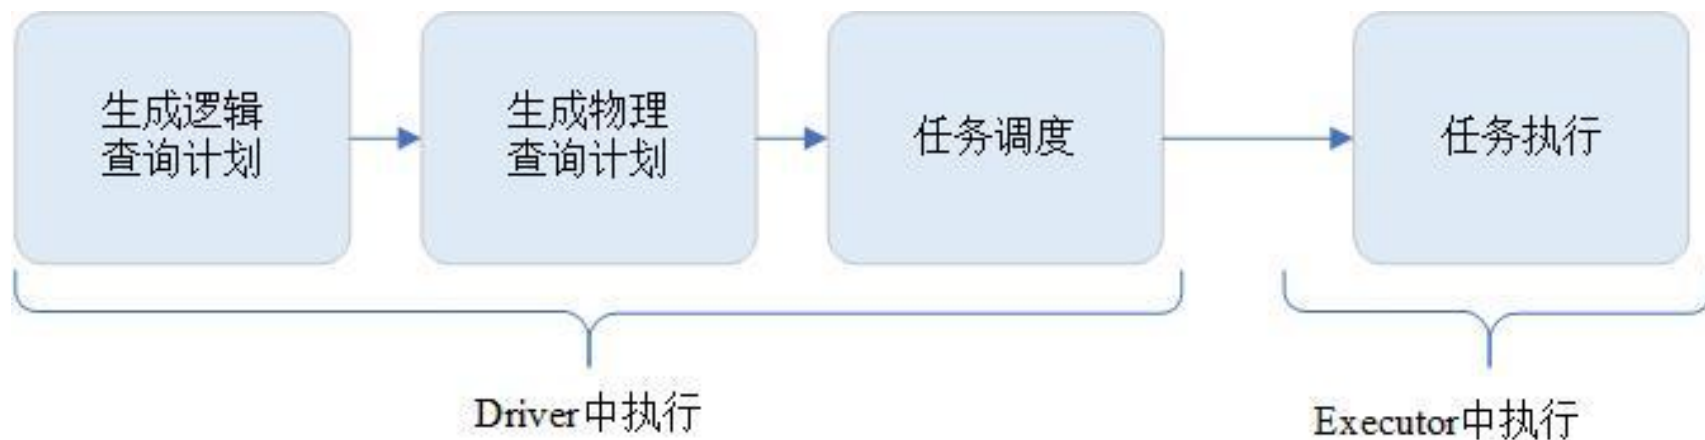 生成逻辑
查询计划
生成物理
查询计划
任务调度
任务执行
Driver中执行
Executor中执行